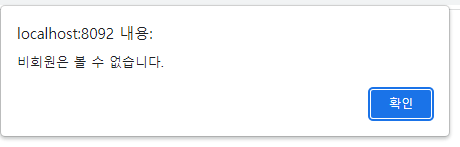 localhost:8092 내용:
비회원은 볼 수 없습니다.
확인